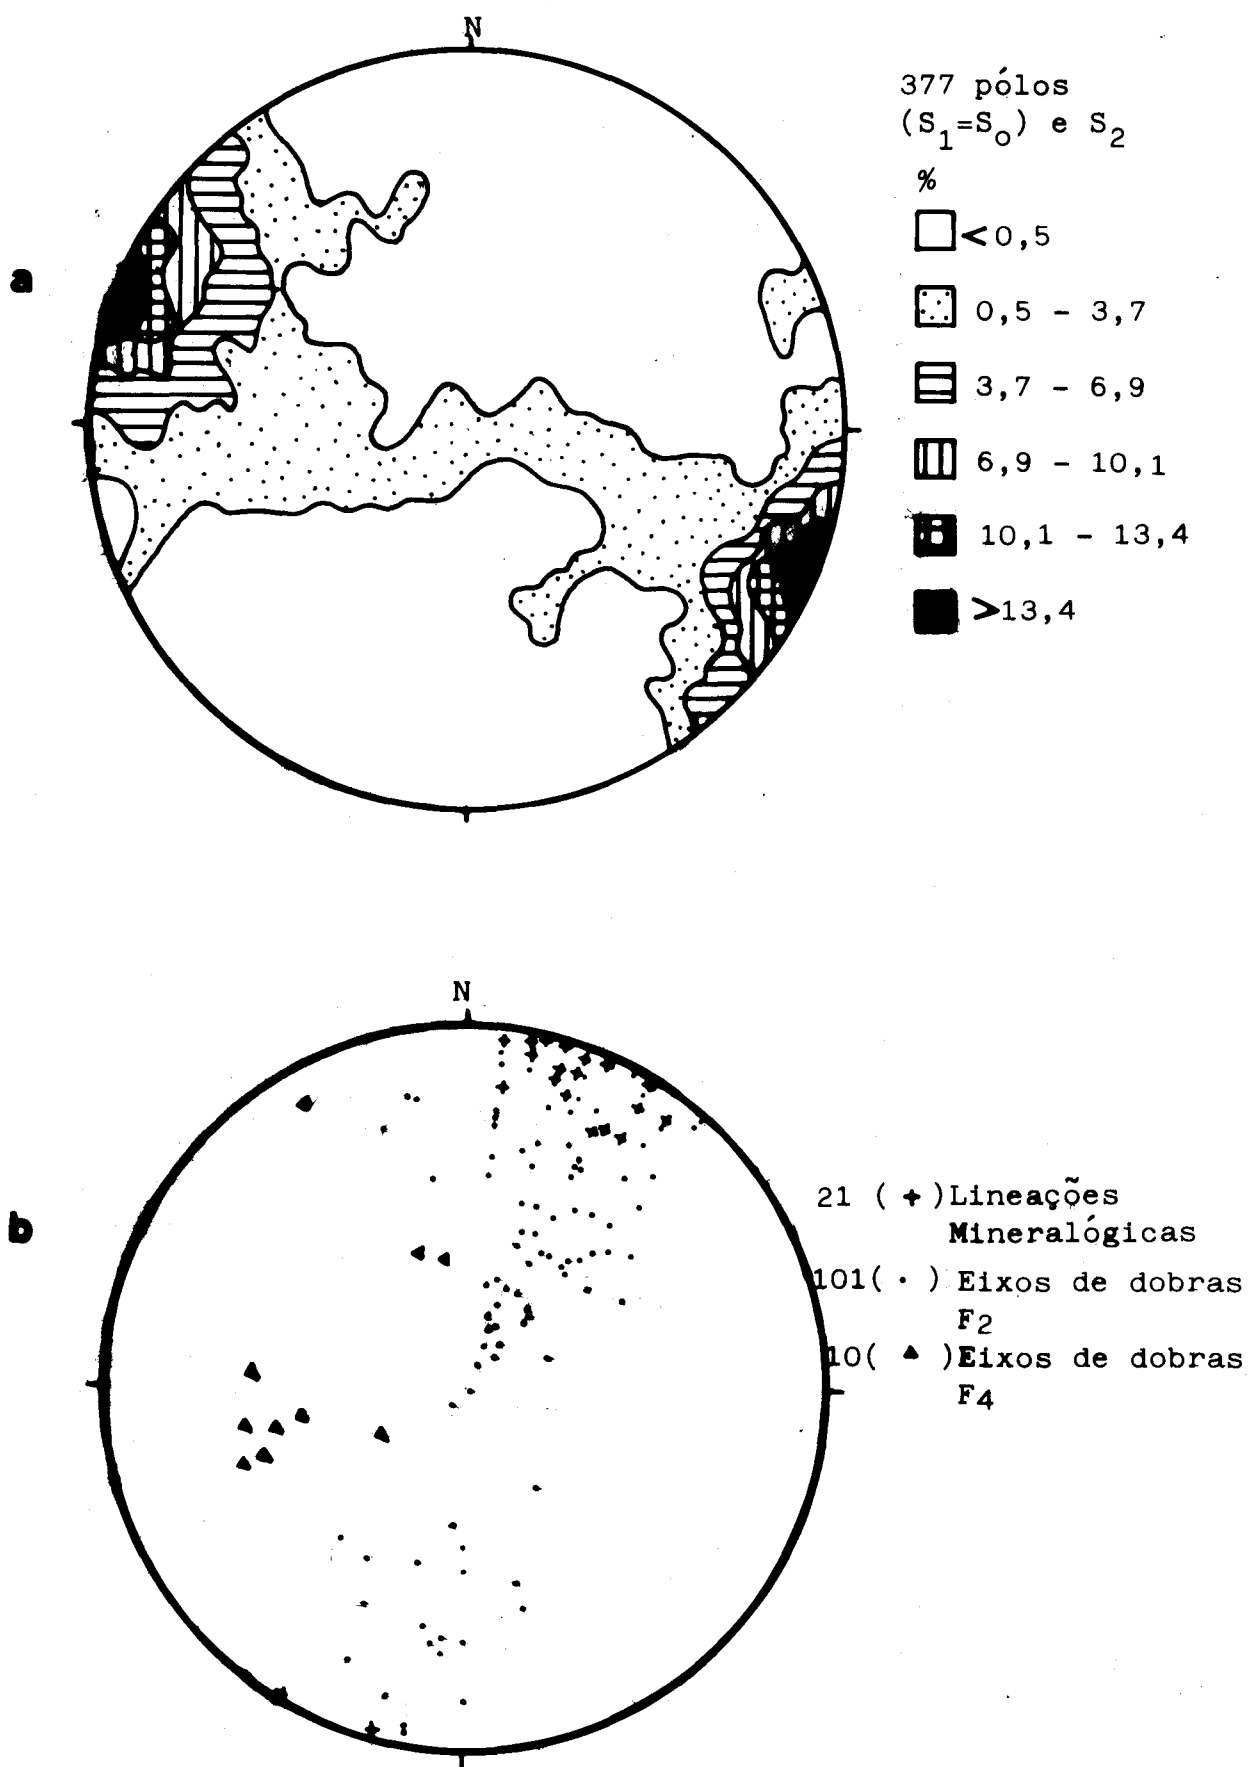 N
377 pólos
(S1=So) e S2
%
<0,5
a
0,5 - 3,7
3,7 - 6,9
6,9 - 10,1
10,1 - 13,4
>13,4
N
21 (+)Lineações
Mineralógicas
b
101(·) Eixos de dobras
F2
10(▲)Eixos de dobras
F4